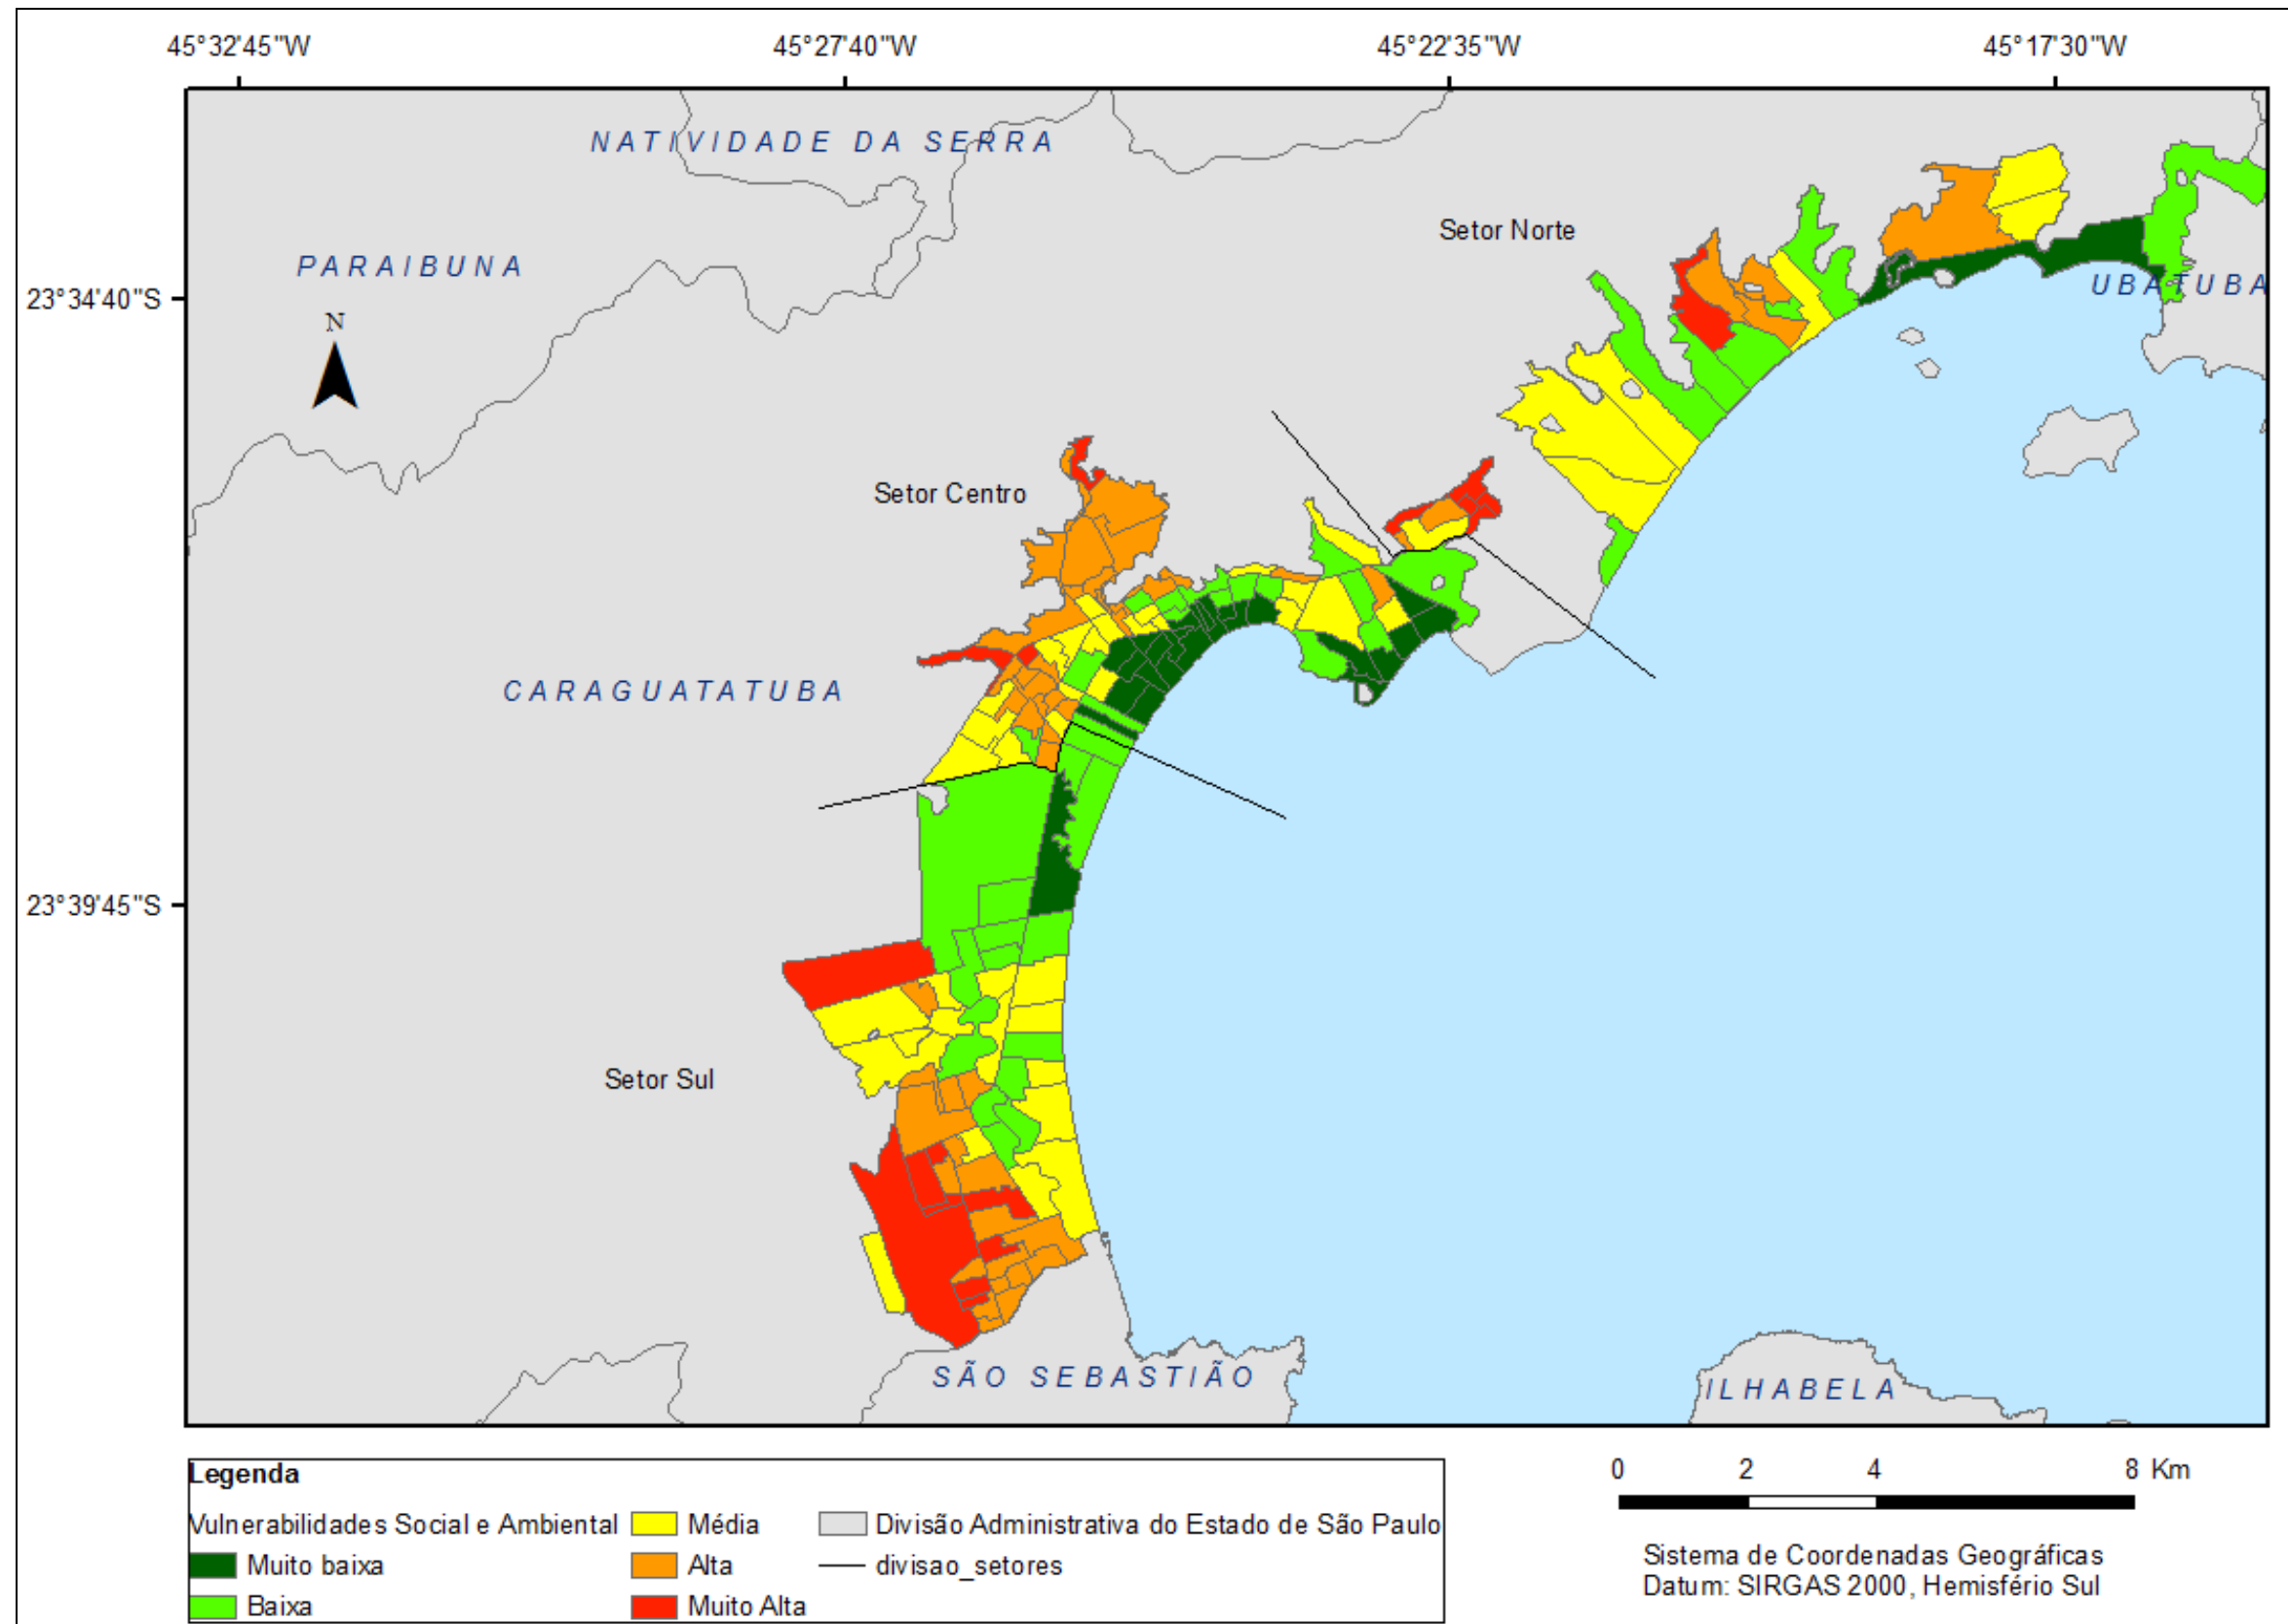 45°32'45"W 45°27'40"W 45°22'35"W 45°17'30"W
NATIVIDADE DA SERRA
Setor Norte
PARAIBUNA
UBATUBA
23°34'40"S
N
Setor Centro
CARAGUATATUBA
23°39'45"S
Setor Sul
SÃO SEBASTIÃO
ILHABELA
Legenda
Vulnerabilidades Social e Ambiental
Muito baixa
Baixa
Média
Alta
Muito Alta
Divisão Administrativa do Estado de São Paulo
divisao_setores
0 2 4 8 Km
Sistema de Coordenadas Geográficas
Datum: SIRGAS 2000, Hemisfério Sul